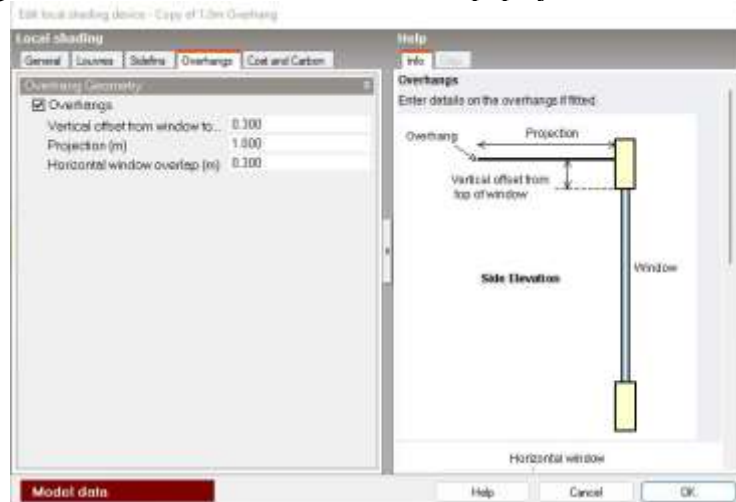 Edit local shading device - Copy of 1.0m Overhang
Local shading
General Louvres Sidefins Overhangs Cost and Carbon
Overhang Geometry
Overhangs
Vertical offset from window to... 0.300
Projection (m) 1.000
Horizontal window overlap (m) 0.300
Help
Info
Overhangs
Enter details on the overhangs if fitted.
Overhang
Projection
Vertical offset from
top of window
Window
Side Elevation
Horizontal window
Model data
Help Cancel OK